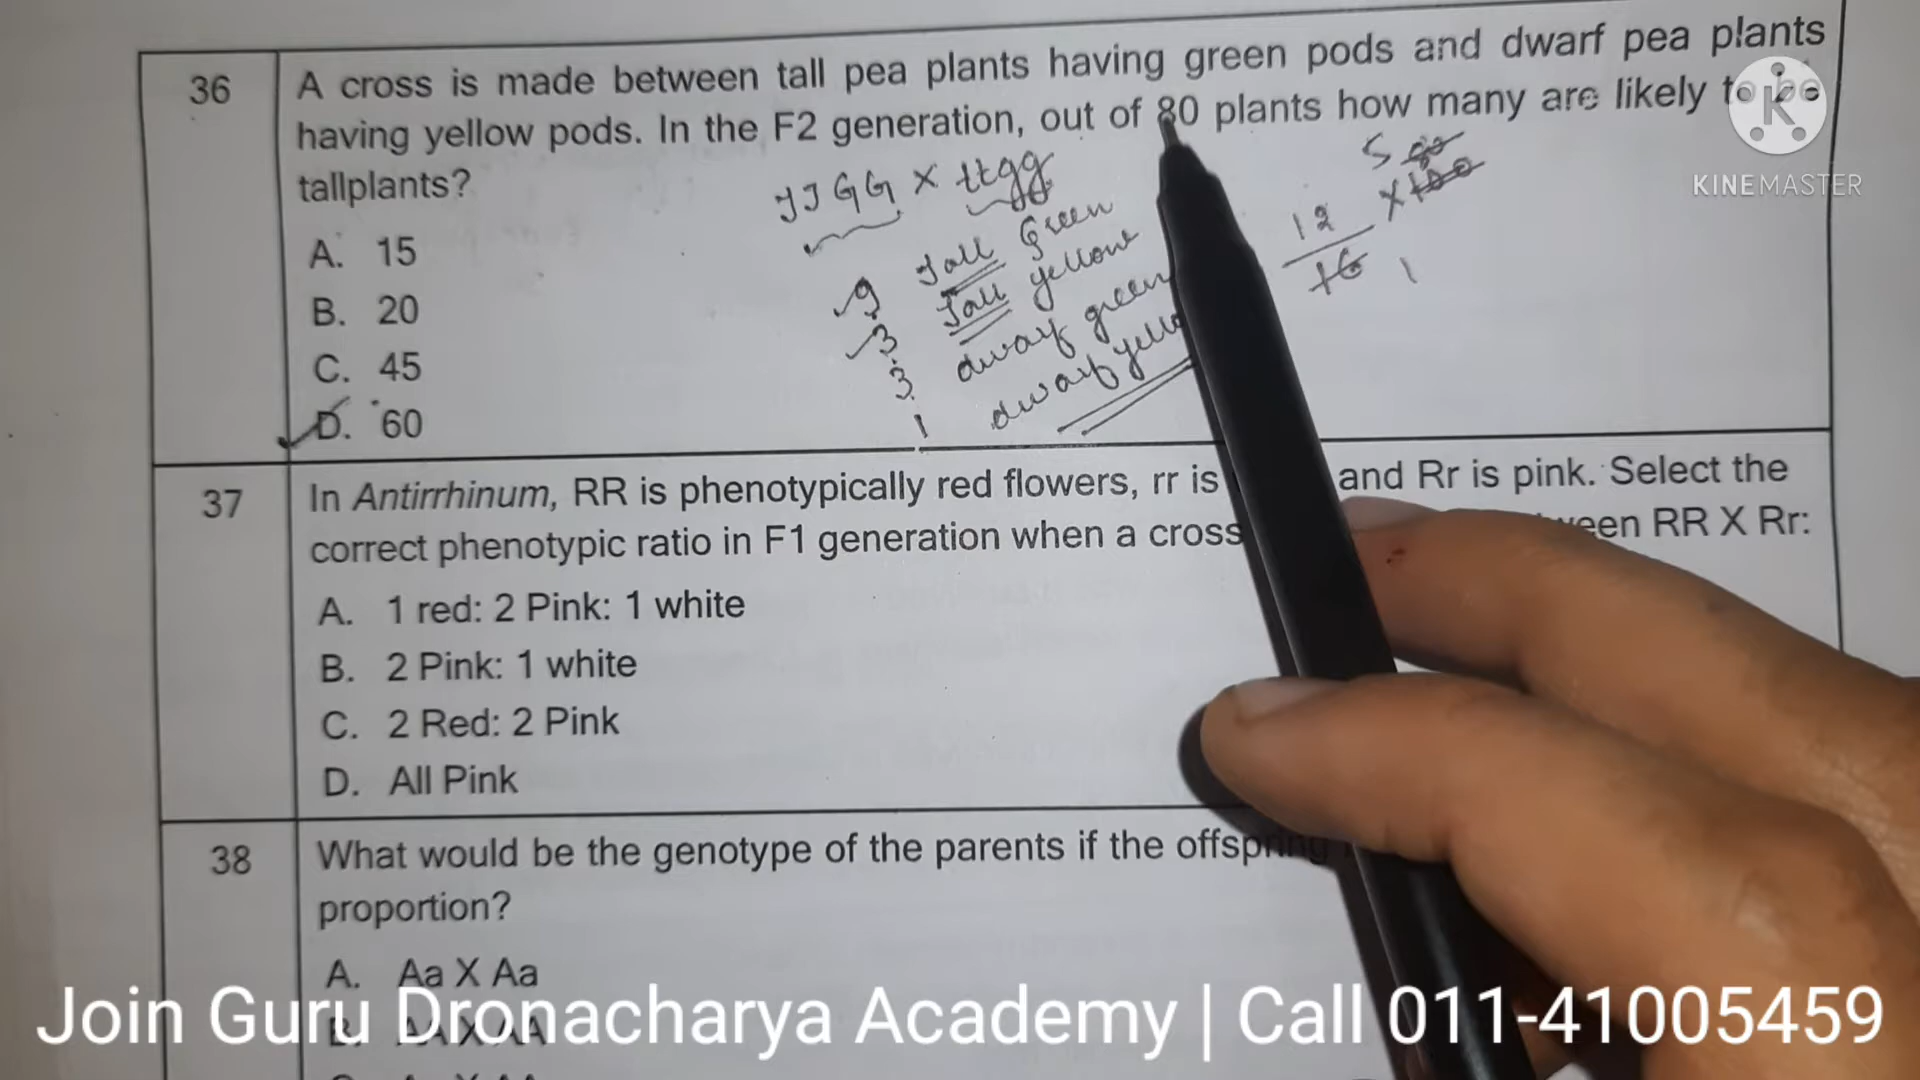 36
A cross is made between tall pea plants having green pods and dwarf pea plants
having yellow pods. In the F2 generation, out of 80 plants how many are likely to be
tallplants?
A. 15
B. 20
C. 45
D. 60
TTGG X ttgg
9 Tall Green
3 Tall yellow
3 dwarf green
1 dwarf
12
16
X
5
80
100
1
K
KINEMASTER
37
In Antirrhinum, RR is phenotypically red flowers, rr is and Rr is pink. Select the
correct phenotypic ratio in F1 generation when a cross RR X Rr:
A. 1 red: 2 Pink: 1 white
B. 2 Pink: 1 white
C. 2 Red: 2 Pink
D. All Pink
38
What would be the genotype of the parents if the offspring
proportion?
A. Aa X Aa
B. AA X AA
Join Guru Dronacharya Academy | Call 011-41005459